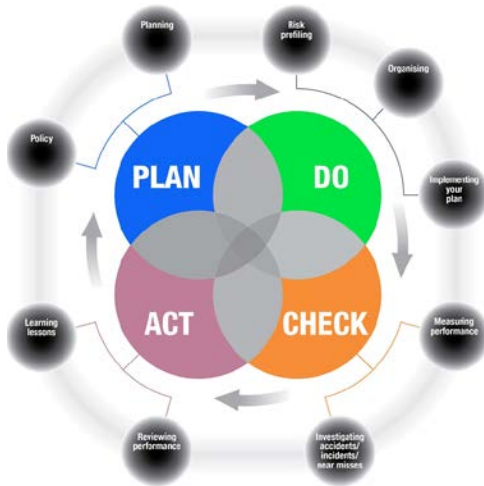 Planning
Risk
profiling
Organising
Policy
PLAN
DO
Implementing
your
plan
ACT
CHECK
Learning
lessons
Measuring
performance
Reviewing
performance
Investigating
accidents/
incidents/
near misses